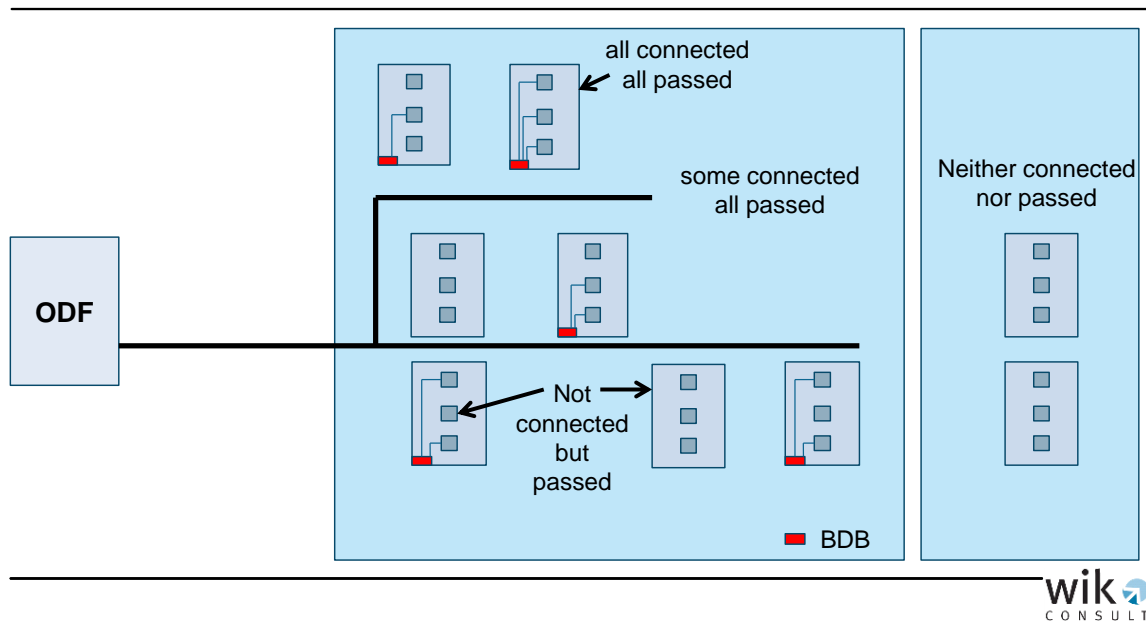 all connected
all passed
some connected
all passed
Neither connected
nor passed
ODF
Not
connected
but
passed
BDB
wik
CONSULT